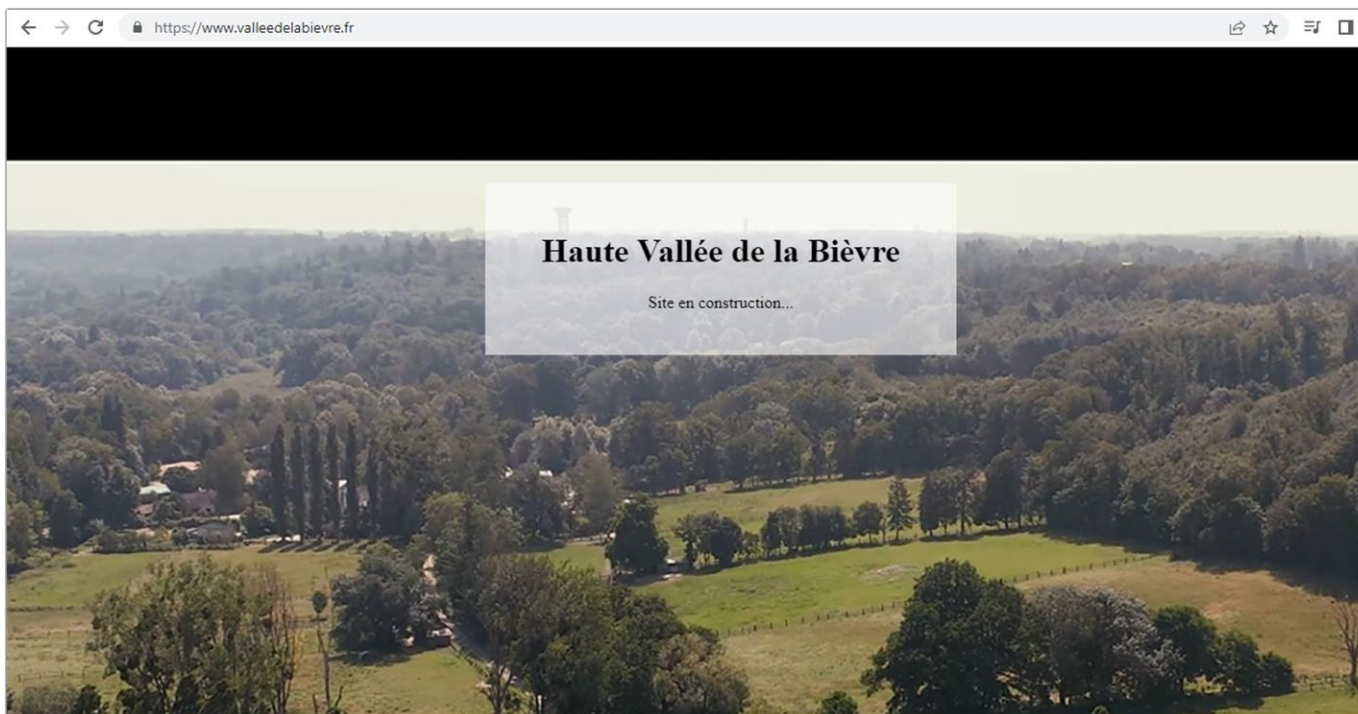 https://www.valleedelabievre.fr
Haute Vallée de la Bièvre
Site en construction...